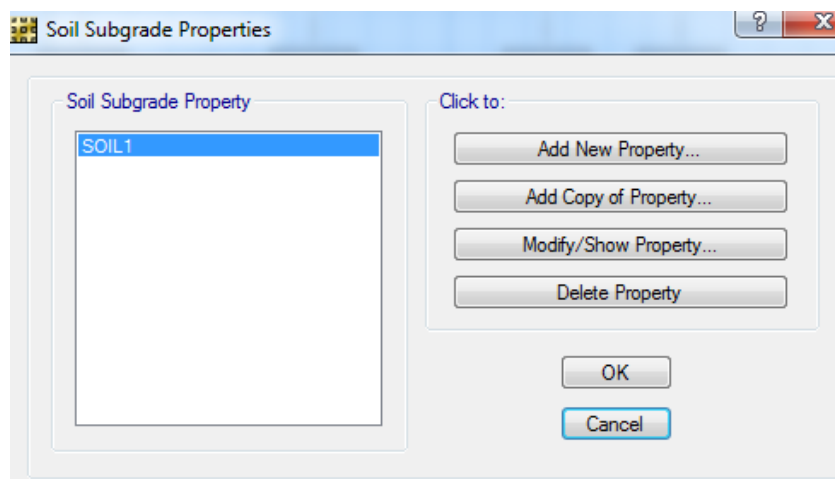 Soil Subgrade Properties
Soil Subgrade Property
SOIL1
Click to:
Add New Property...
Add Copy of Property...
Modify/Show Property...
Delete Property
OK
Cancel